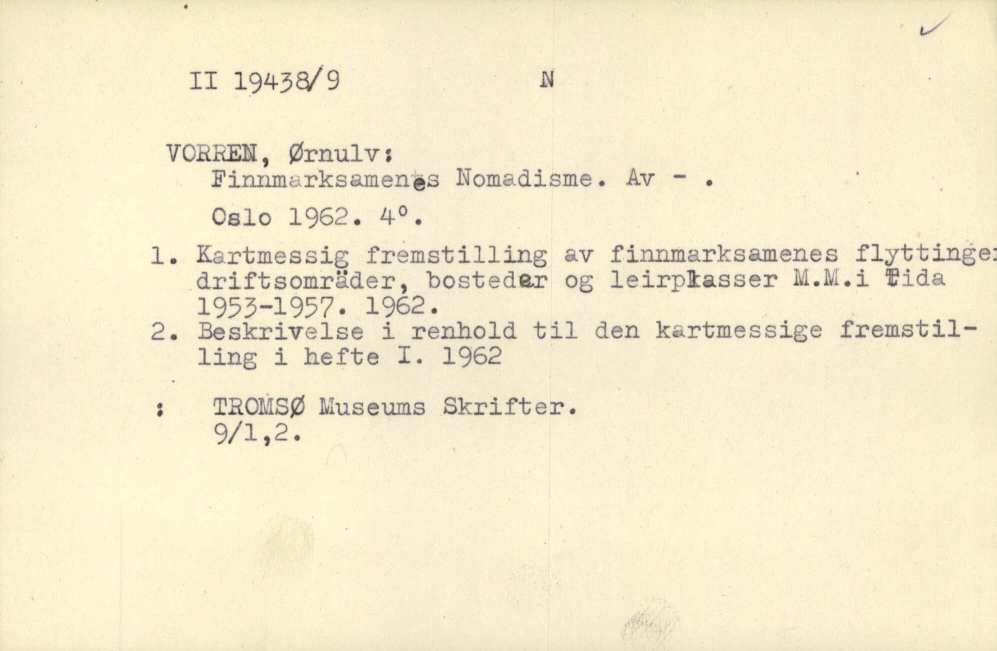 II 19438/9 N
VORREN, Ørnulv:
Finnmarksamenes Nomadisme. Av - .
Oslo 1962. 4°.
1. Kartmessig fremstilling av finnmarksamenes flyttinger
driftsomräder, bosteder og leirplasser M.M.i Tida
1953-1957. 1962.
2. Beskrivelse i renhold til den kartmessige fremstil-
ling i hefte I. 1962
: TROMSØ Museums Skrifter.
9/1,2.